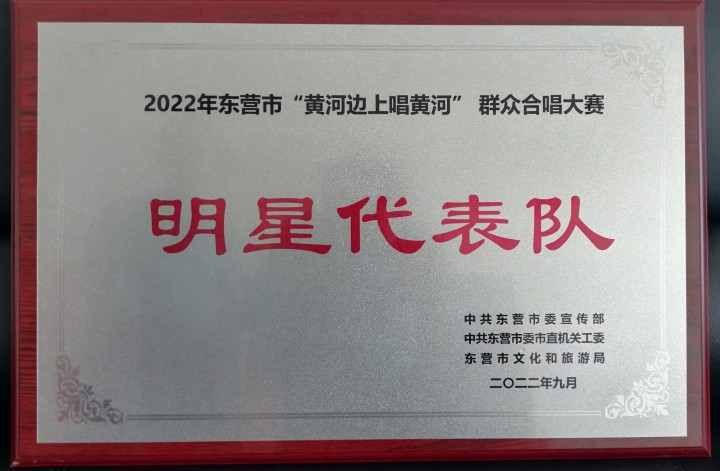 2022年东营市“黄河边上唱黄河” 群众合唱大赛
明星代表队
中共东营市委宣传部
中共东营市委市直机关工委
东营市文化和旅游局
二〇二二年九月